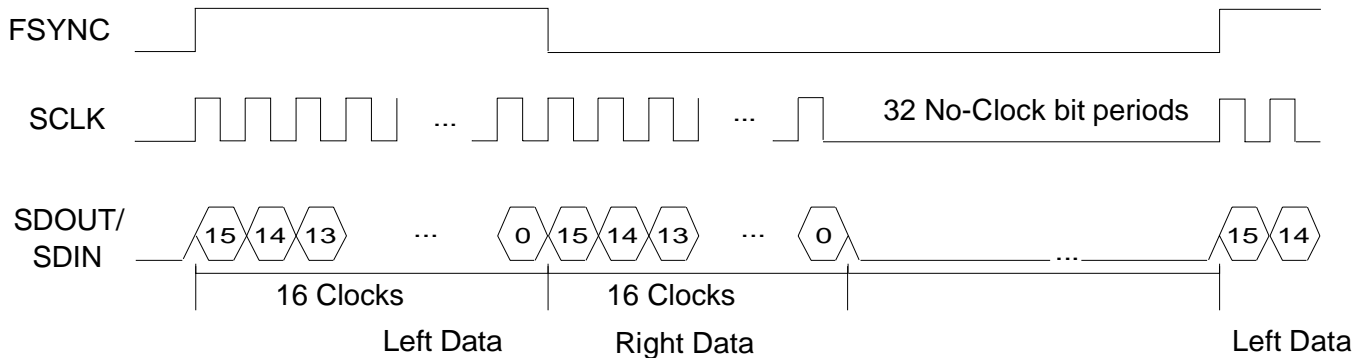 FSYNC
SCLK
...
...
32 No-Clock bit periods
SDOUT/
SDIN
15 14 13 ... 0 15 14 13 ... 0 ... 15 14
16 Clocks
16 Clocks
Left Data
Right Data
Left Data